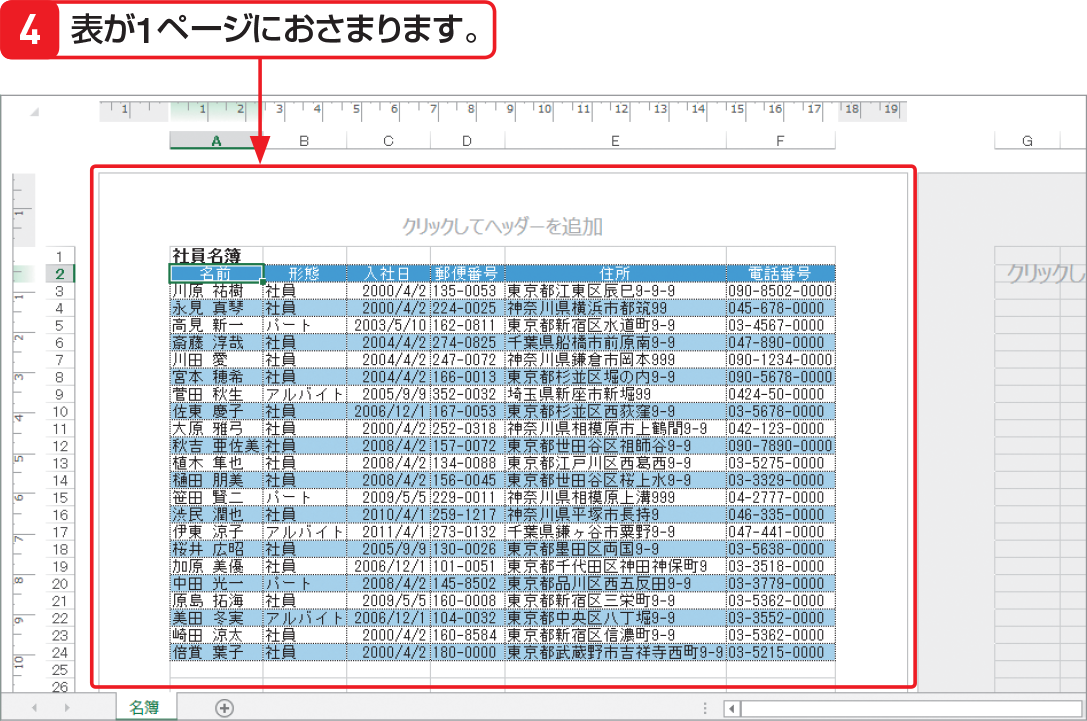 4 表が1ページにおさまります。
1 1 2 3 4 5 6 7 8 9 10 11 12 13 14 15 16 17 18 19
A B C D E F G
クリックしてヘッダーを追加
1 社員名簿
2 名前 形態 入社日 郵便番号 住所 電話番号 クリックし
3 川原 祐樹 社員 2000/4/2 135-0053 東京都江東区辰巳9-9-9 090-8502-0000
4 永見 真琴 社員 2000/4/2 224-0025 神奈川県横浜市都筑99 045-678-0000
5 高見 新一 パート 2003/5/10 162-0811 東京都新宿区水道町9-9 03-4567-0000
6 斎藤 淳哉 社員 2004/4/2 274-0825 千葉県船橋市前原南9-9 047-890-0000
7 川田 愛 社員 2004/4/2 247-0072 神奈川県鎌倉市岡本999 090-1234-0000
8 宮本 穂希 社員 2004/4/2 166-0013 東京都杉並区堀の内9-9 090-5678-0000
9 菅田 秋生 アルバイト 2005/9/9 352-0032 埼玉県新座市新堀99 0424-50-0000
10 佐東 慶子 社員 2006/12/1 167-0053 東京都杉並区西荻窪9-9 03-5678-0000
11 大原 雅弓 社員 2000/4/2 252-0318 神奈川県相模原市上鶴間9-9 042-123-0000
12 秋吉 亜佐美 社員 2008/4/2 157-0072 東京都世田谷区祖師谷9-9 090-7890-0000
13 植木 隼也 社員 2008/4/2 134-0088 東京都江戸川区西葛西9-9 03-5275-0000
14 樋田 朋美 社員 2008/4/2 156-0045 東京都世田谷区桜上水9-9 03-3329-0000
15 笹田 賢二 パート 2009/5/5 229-0011 神奈川県相模原上溝999 04-2777-0000
16 洪民 潤也 社員 2010/4/1 259-1217 神奈川県平塚市長持9 046-335-0000
17 伊東 涼子 アルバイト 2011/4/1 273-0132 千葉県鎌ヶ谷市粟野9-9 047-441-0000
18 桜井 広昭 社員 2005/9/9 130-0026 東京都墨田区両国9-9 03-5638-0000
19 加原 美優 社員 2006/12/1 101-0051 東京都千代田区神田神保町9 03-3518-0000
20 中田 光一 パート 2008/4/2 145-8502 東京都品川区西五反田9-9 03-3779-0000
21 原島 拓海 社員 2009/5/5 160-0008 東京都新宿区三栄町9-9 03-5362-0000
22 美田 冬実 アルバイト 2006/12/1 104-0032 東京都中央区八丁堀9-9 03-3552-0000
23 崎田 涼太 社員 2000/4/2 160-8584 東京都新宿区信濃町9-9 03-5362-0000
24 倍賞 葉子 社員 2000/4/2 180-0000 東京都武蔵野市吉祥寺西町9-9 03-5215-0000
25
26
1
1
2
3
4
5
6
7
8
9
10
名簿